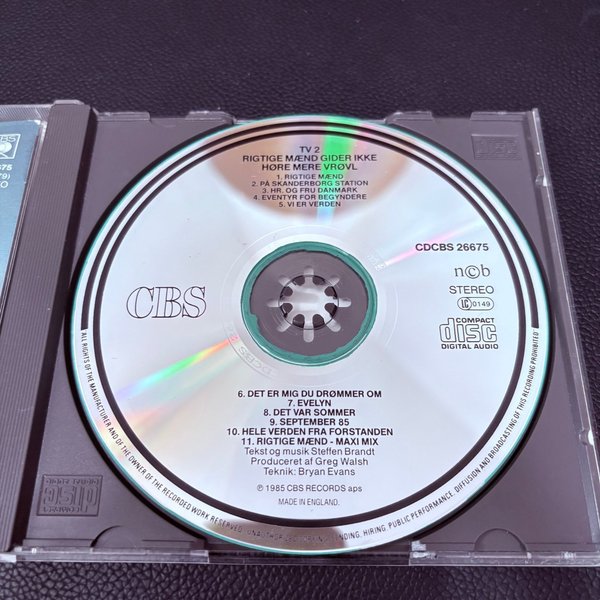 TV 2
RIGTIGE MÆND GIDER IKKE
HØRE MERE VRØVL
1. RIGTIGE MÆND
2. PÅ SKANDERBORG STATION
3. HR. OG FRU DANMARK
4. EVENTYR FOR BEGYNDERE
5. VI ER VERDEN
CDCBS 26675
n©b
STEREO
LC 0149
COMPACT
disc
DIGITAL AUDIO
CBS
6. DET ER MIG DU DRØMMER OM
7. EVELYN
8. DET VAR SOMMER
9. SEPTEMBER 85
10. HELE VERDEN FRA FORSTANDEN
11. RIGTIGE MÆND - MAXI MIX
Tekst og musik Steffen Brandt
Produceret af Greg Walsh
Teknik: Bryan Evans
℗ 1985 CBS RECORDS aps
MADE IN ENGLAND.
ALL RIGHTS OF THE MANUFACTURER AND OF THE OWNER OF THE RECORDED WORK RESERVED. LENDING, HIRING, PUBLIC PERFORMANCE, DIFFUSION AND BROADCASTING OF THIS RECORDING PROHIBITED